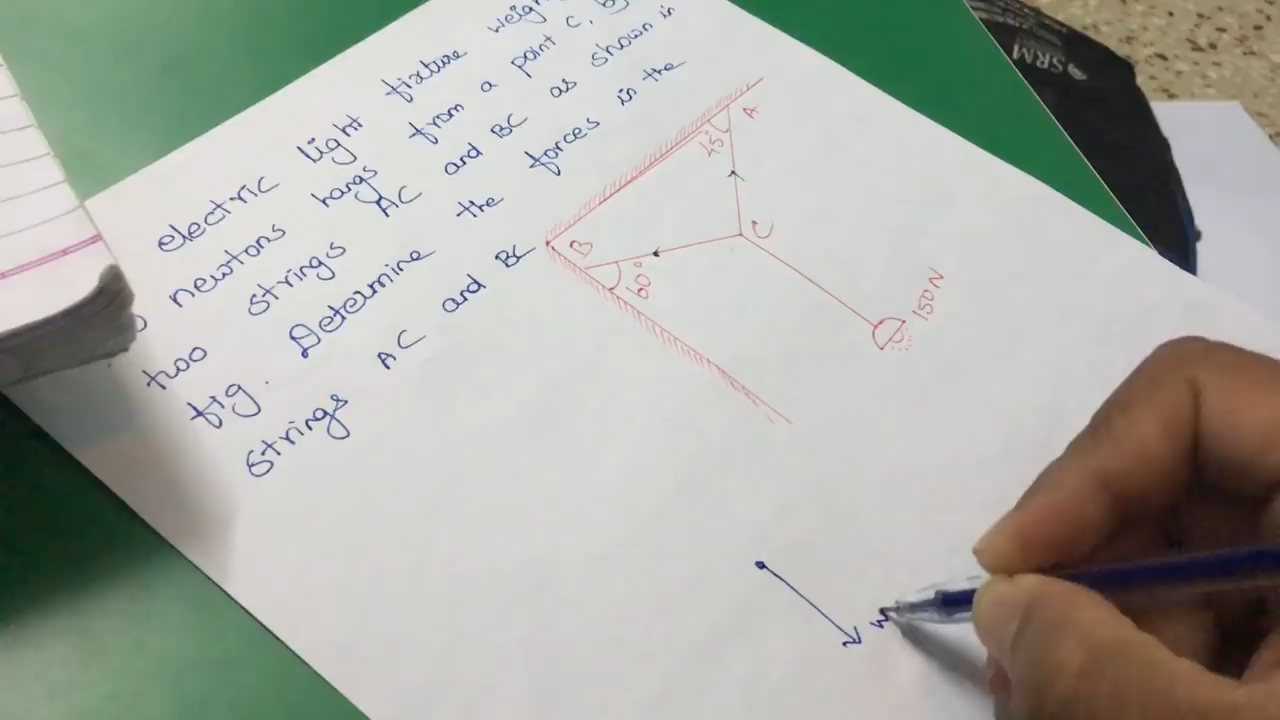 electric light fixture
newtons hangs from a point C, by
two strings AC and BC as shown in
fig. Determine the forces in the
strings AC and BC
A
45°
B
60°
C
150N
W
SRM